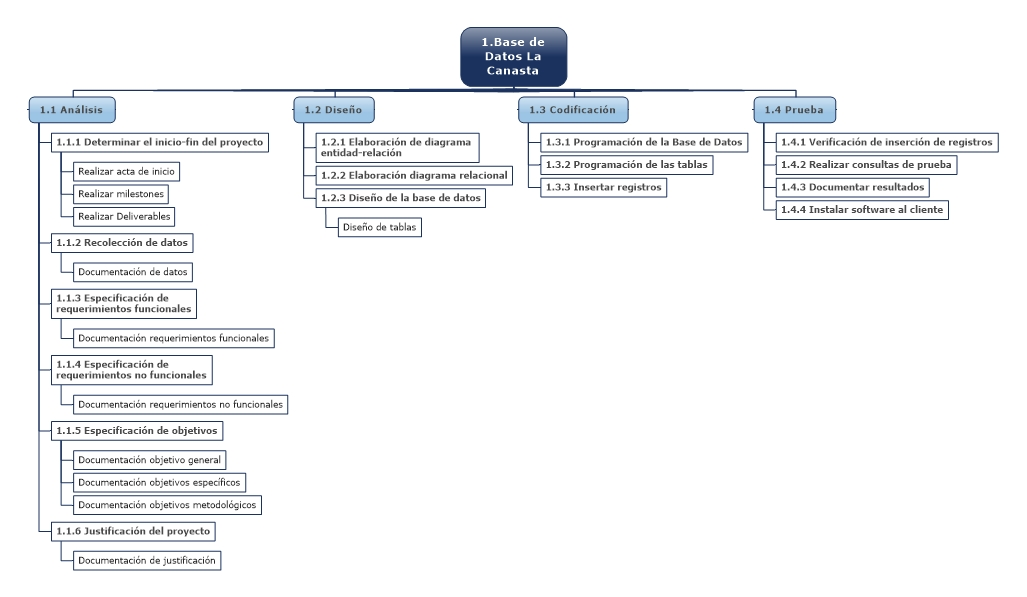 1.Base de
Datos La
Canasta
1.1 Análisis
1.1.1 Determinar el inicio-fin del proyecto
Realizar acta de inicio
Realizar milestones
Realizar Deliverables
1.1.2 Recolección de datos
Documentación de datos
1.1.3 Especificación de
requerimientos funcionales
Documentación requerimientos funcionales
1.1.4 Especificación de
requerimientos no funcionales
Documentación requerimientos no funcionales
1.1.5 Especificación de objetivos
Documentación objetivo general
Documentación objetivos específicos
Documentación objetivos metodológicos
1.1.6 Justificación del proyecto
Documentación de justificación
1.2 Diseño
1.2.1 Elaboración de diagrama
entidad-relación
1.2.2 Elaboración diagrama relacional
1.2.3 Diseño de la base de datos
Diseño de tablas
1.3 Codificación
1.3.1 Programación de la Base de Datos
1.3.2 Programación de las tablas
1.3.3 Insertar registros
1.4 Prueba
1.4.1 Verificación de inserción de registros
1.4.2 Realizar consultas de prueba
1.4.3 Documentar resultados
1.4.4 Instalar software al cliente